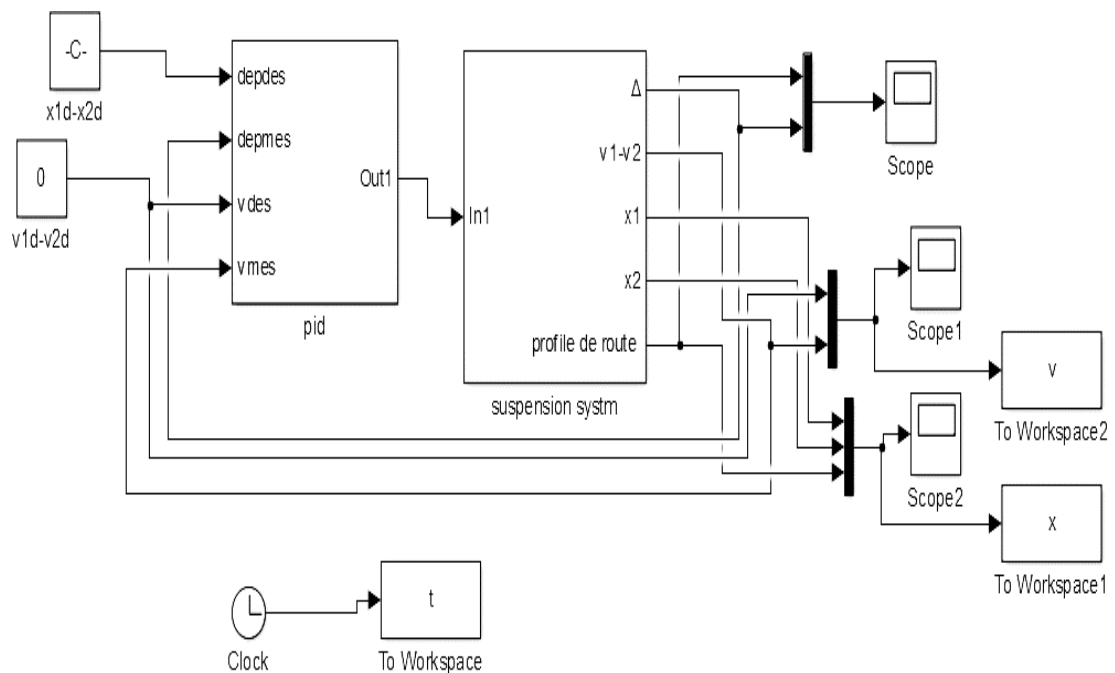 -C-
x1d-x2d
0
v1d-v2d
depdes
depmes
vdes
vmes
Out1
pid
In1
Δ
v1-v2
x1
x2
profile de route
suspension systm
Scope
Scope1
v
To Workspace2
Scope2
x
To Workspace1
Clock
t
To Workspace